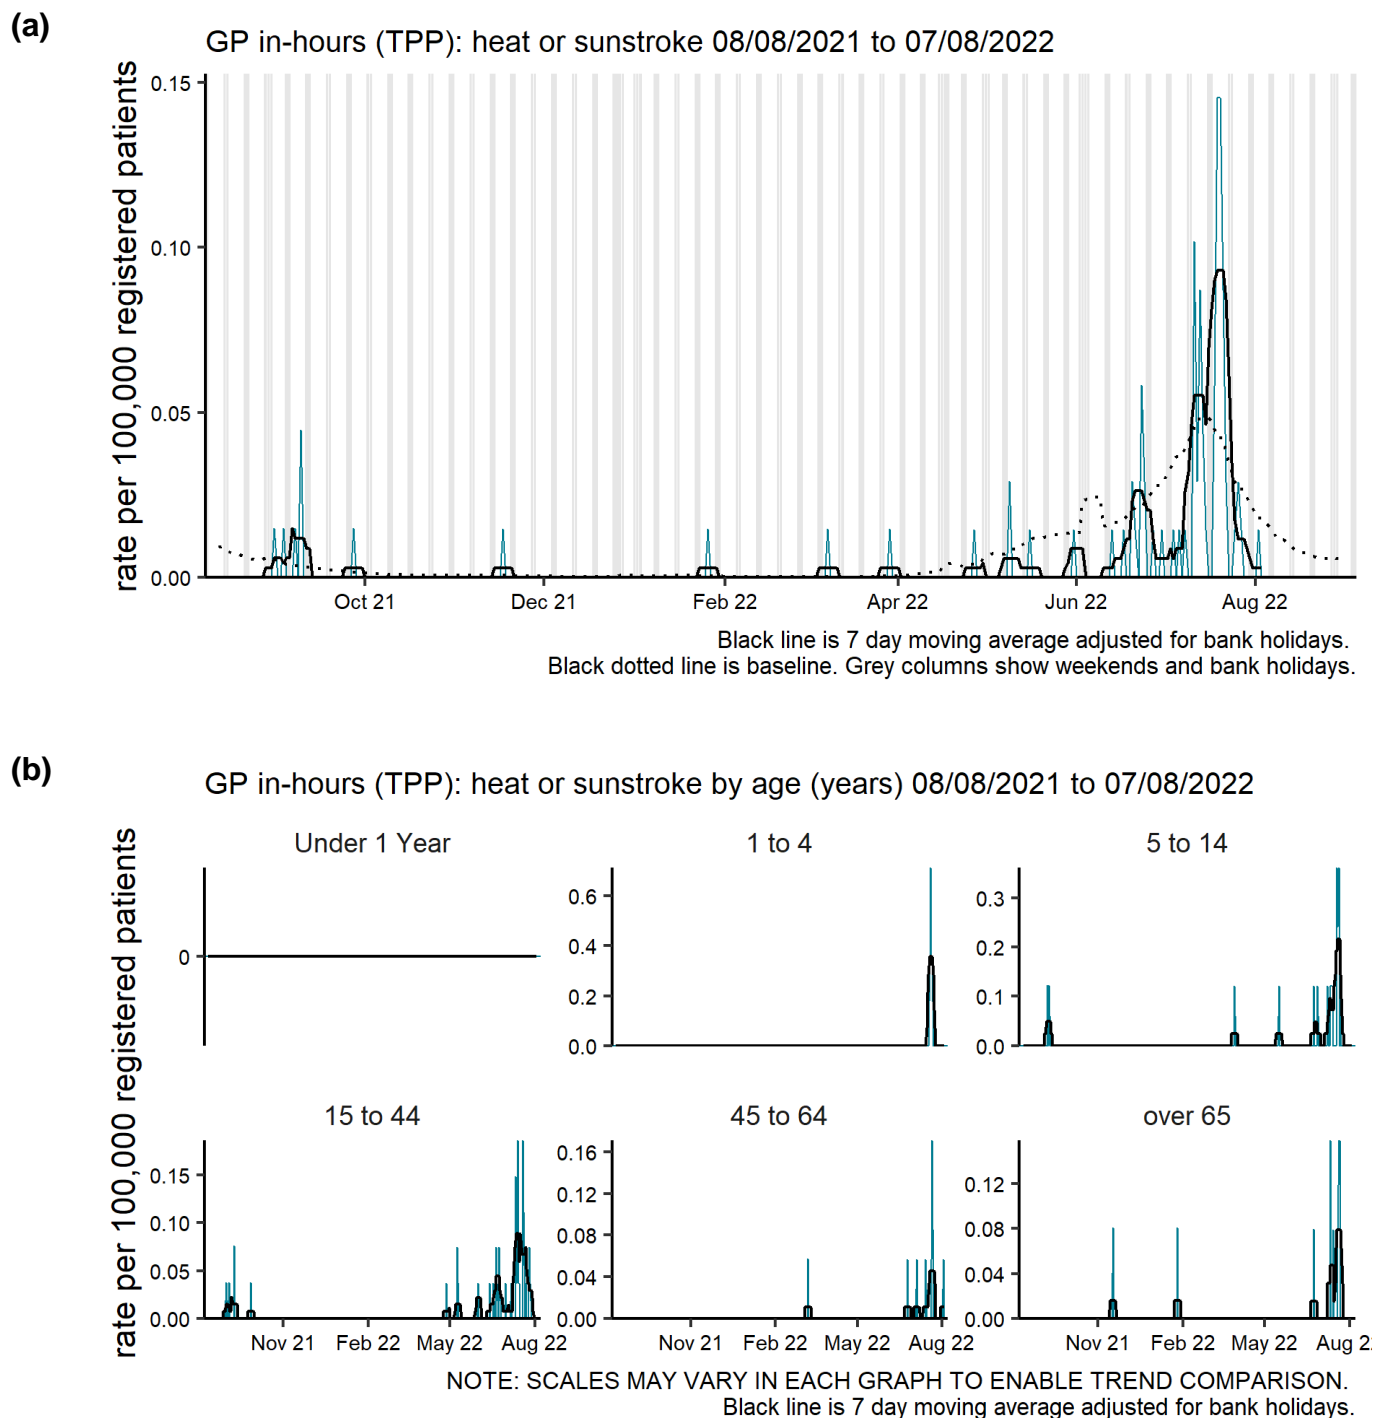 (a)
GP in-hours (TPP): heat or sunstroke 08/08/2021 to 07/08/2022
rate per 100,000 registered patients
0.15
0.10
0.05
0.00
Oct 21 Dec 21 Feb 22 Apr 22 Jun 22 Aug 22
Black line is 7 day moving average adjusted for bank holidays.
Black dotted line is baseline. Grey columns show weekends and bank holidays.
(b)
GP in-hours (TPP): heat or sunstroke by age (years) 08/08/2021 to 07/08/2022
rate per 100,000 registered patients
Under 1 Year
0
1 to 4
0.6
0.4
0.2
0.0
5 to 14
0.3
0.2
0.1
0.0
15 to 44
0.15
0.10
0.05
0.00
Nov 21 Feb 22 May 22 Aug 22
45 to 64
0.16
0.12
0.08
0.04
0.00
Nov 21 Feb 22 May 22 Aug 22
over 65
0.12
0.08
0.04
0.00
Nov 21 Feb 22 May 22 Aug 2
NOTE: SCALES MAY VARY IN EACH GRAPH TO ENABLE TREND COMPARISON.
Black line is 7 day moving average adjusted for bank holidays.